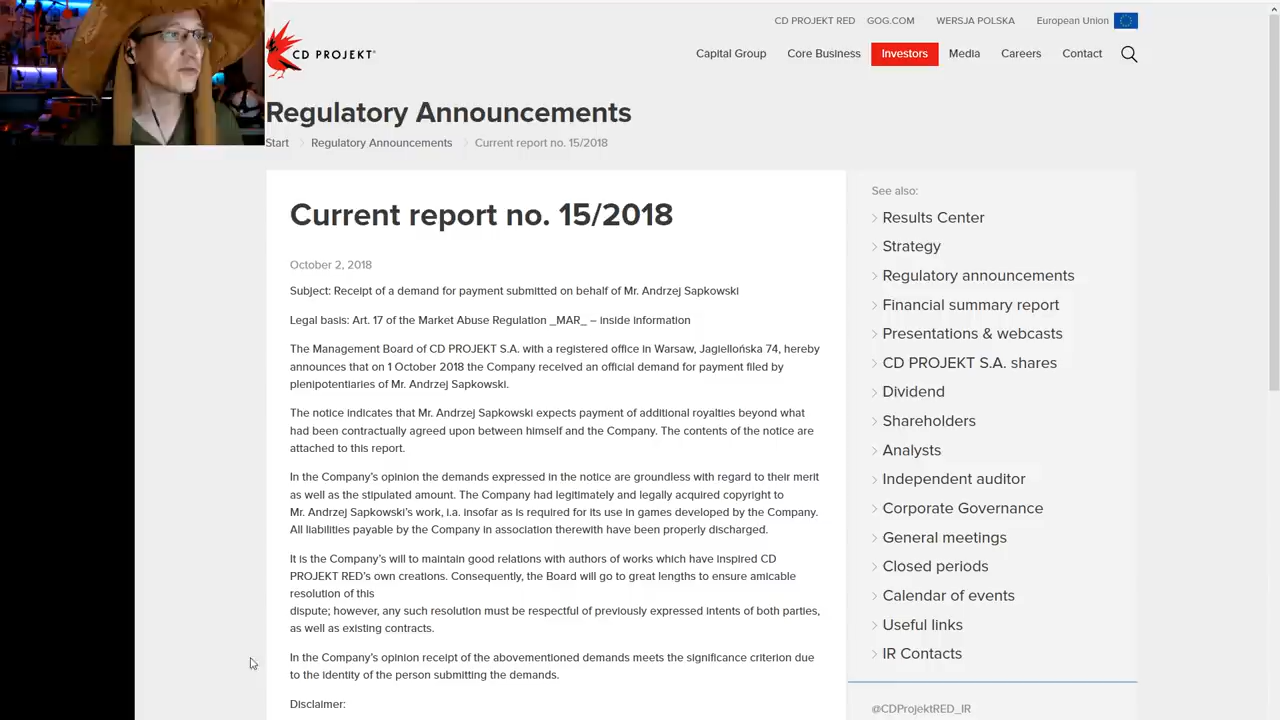 CD PROJEKT RED GOG.COM WERSJA POLSKA European Union
CD PROJEKT®
Capital Group Core Business Investors Media Careers Contact
Regulatory Announcements
Start Regulatory Announcements Current report no. 15/2018
Current report no. 15/2018
October 2, 2018
Subject: Receipt of a demand for payment submitted on behalf of Mr. Andrzej Sapkowski
Legal basis: Art. 17 of the Market Abuse Regulation _MAR_ – inside information
The Management Board of CD PROJEKT S.A. with a registered office in Warsaw, Jagiellońska 74, hereby
announces that on 1 October 2018 the Company received an official demand for payment filed by
plenipotentiaries of Mr. Andrzej Sapkowski.
The notice indicates that Mr. Andrzej Sapkowski expects payment of additional royalties beyond what
had been contractually agreed upon between himself and the Company. The contents of the notice are
attached to this report.
In the Company's opinion the demands expressed in the notice are groundless with regard to their merit
as well as the stipulated amount. The Company had legitimately and legally acquired copyright to
Mr. Andrzej Sapkowski's work, i.a. insofar as is required for its use in games developed by the Company.
All liabilities payable by the Company in association therewith have been properly discharged.
It is the Company's will to maintain good relations with authors of works which have inspired CD
PROJEKT RED's own creations. Consequently, the Board will go to great lengths to ensure amicable
resolution of this
dispute; however, any such resolution must be respectful of previously expressed intents of both parties,
as well as existing contracts.
In the Company's opinion receipt of the abovementioned demands meets the significance criterion due
to the identity of the person submitting the demands.
Disclaimer:
See also:
Results Center
Strategy
Regulatory announcements
Financial summary report
Presentations & webcasts
CD PROJEKT S.A. shares
Dividend
Shareholders
Analysts
Independent auditor
Corporate Governance
General meetings
Closed periods
Calendar of events
Useful links
IR Contacts
@CDProjektRED_IR